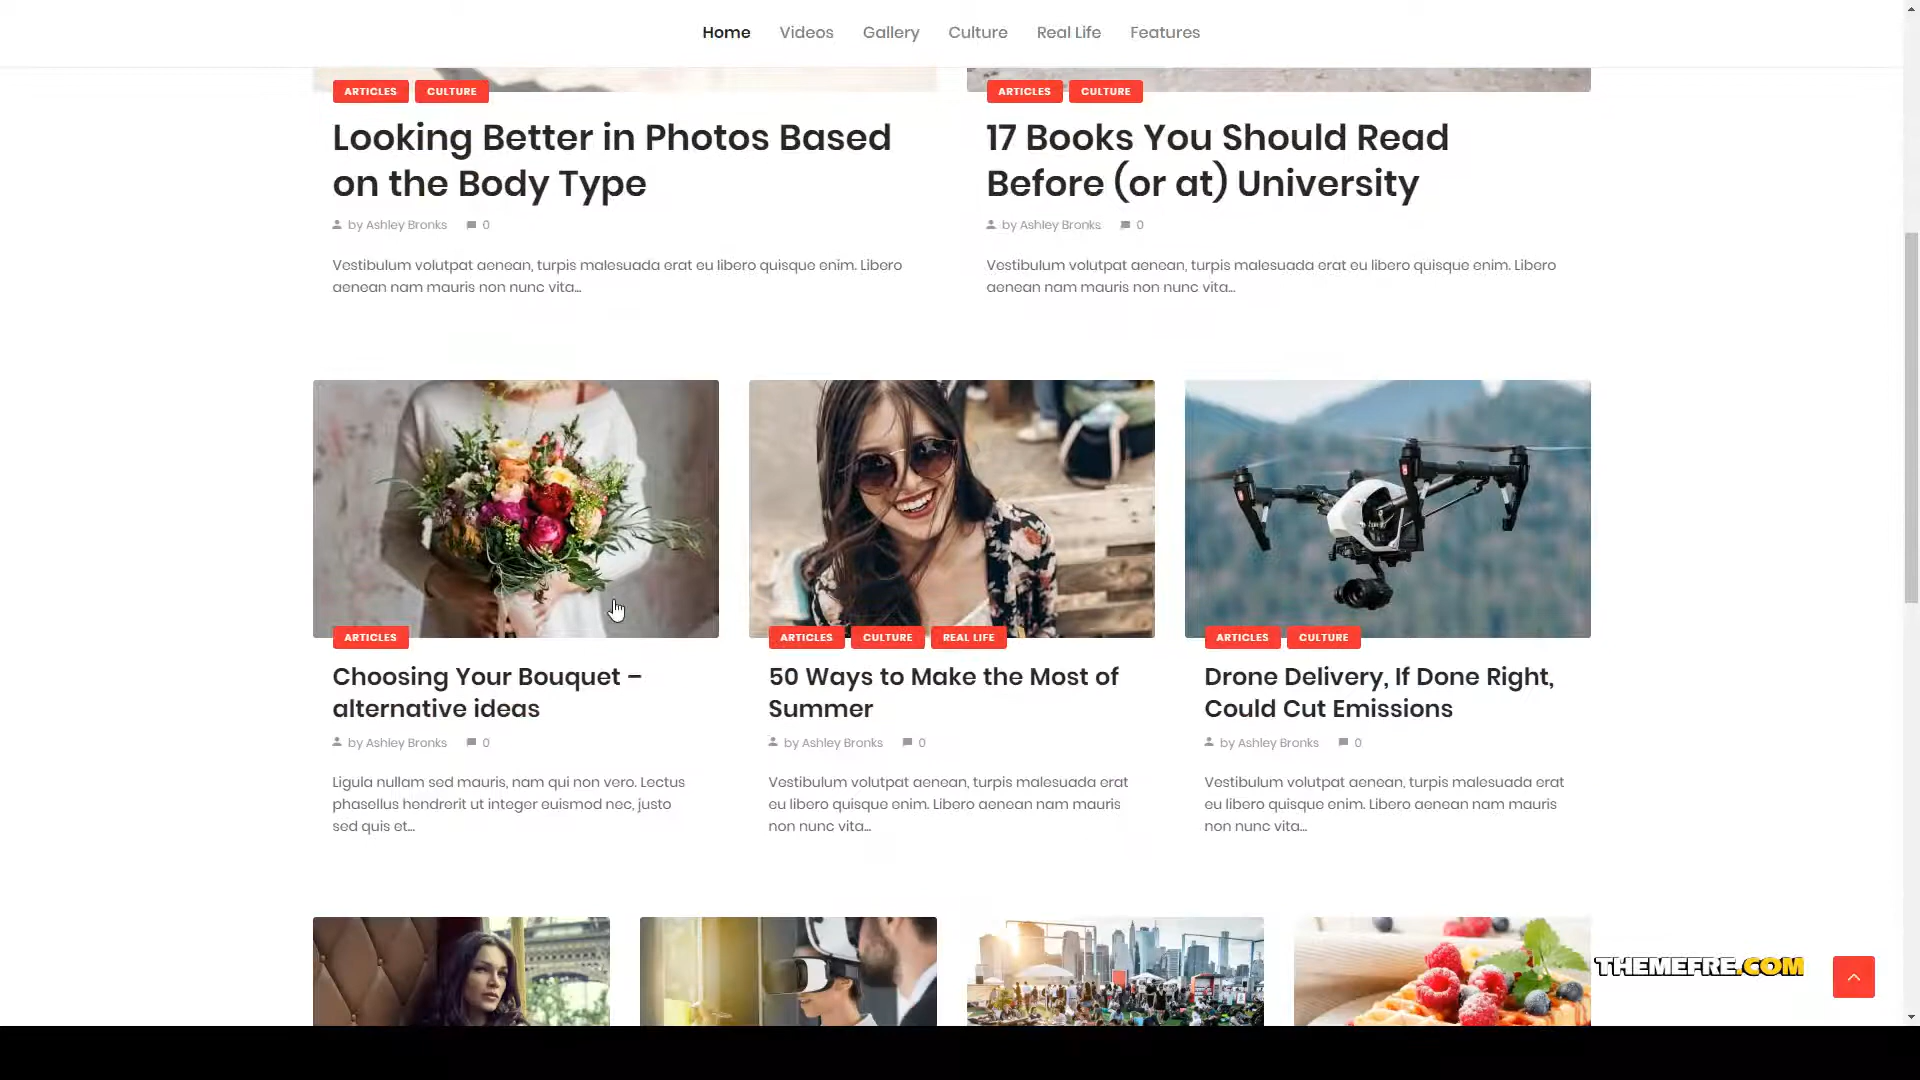 Home Videos Gallery Culture Real Life Features
ARTICLES CULTURE
Looking Better in Photos Based
on the Body Type
by Ashley Bronks 0
Vestibulum volutpat aenean, turpis malesuada erat eu libero quisque enim. Libero
aenean nam mauris non nunc vita...
ARTICLES CULTURE
17 Books You Should Read
Before (or at) University
by Ashley Bronks 0
Vestibulum volutpat aenean, turpis malesuada erat eu libero quisque enim. Libero
aenean nam mauris non nunc vita...
ARTICLES
Choosing Your Bouquet –
alternative ideas
by Ashley Bronks 0
Ligula nullam sed mauris, nam qui non vero. Lectus
phasellus hendrerit ut integer euismod nec, justo
sed quis et...
ARTICLES CULTURE REAL LIFE
50 Ways to Make the Most of
Summer
by Ashley Bronks 0
Vestibulum volutpat aenean, turpis malesuada erat
eu libero quisque enim. Libero aenean nam mauris
non nunc vita...
ARTICLES CULTURE
Drone Delivery, If Done Right,
Could Cut Emissions
by Ashley Bronks 0
Vestibulum volutpat aenean, turpis malesuada erat
eu libero quisque enim. Libero aenean nam mauris
non nunc vita...
THEMEFRE.COM